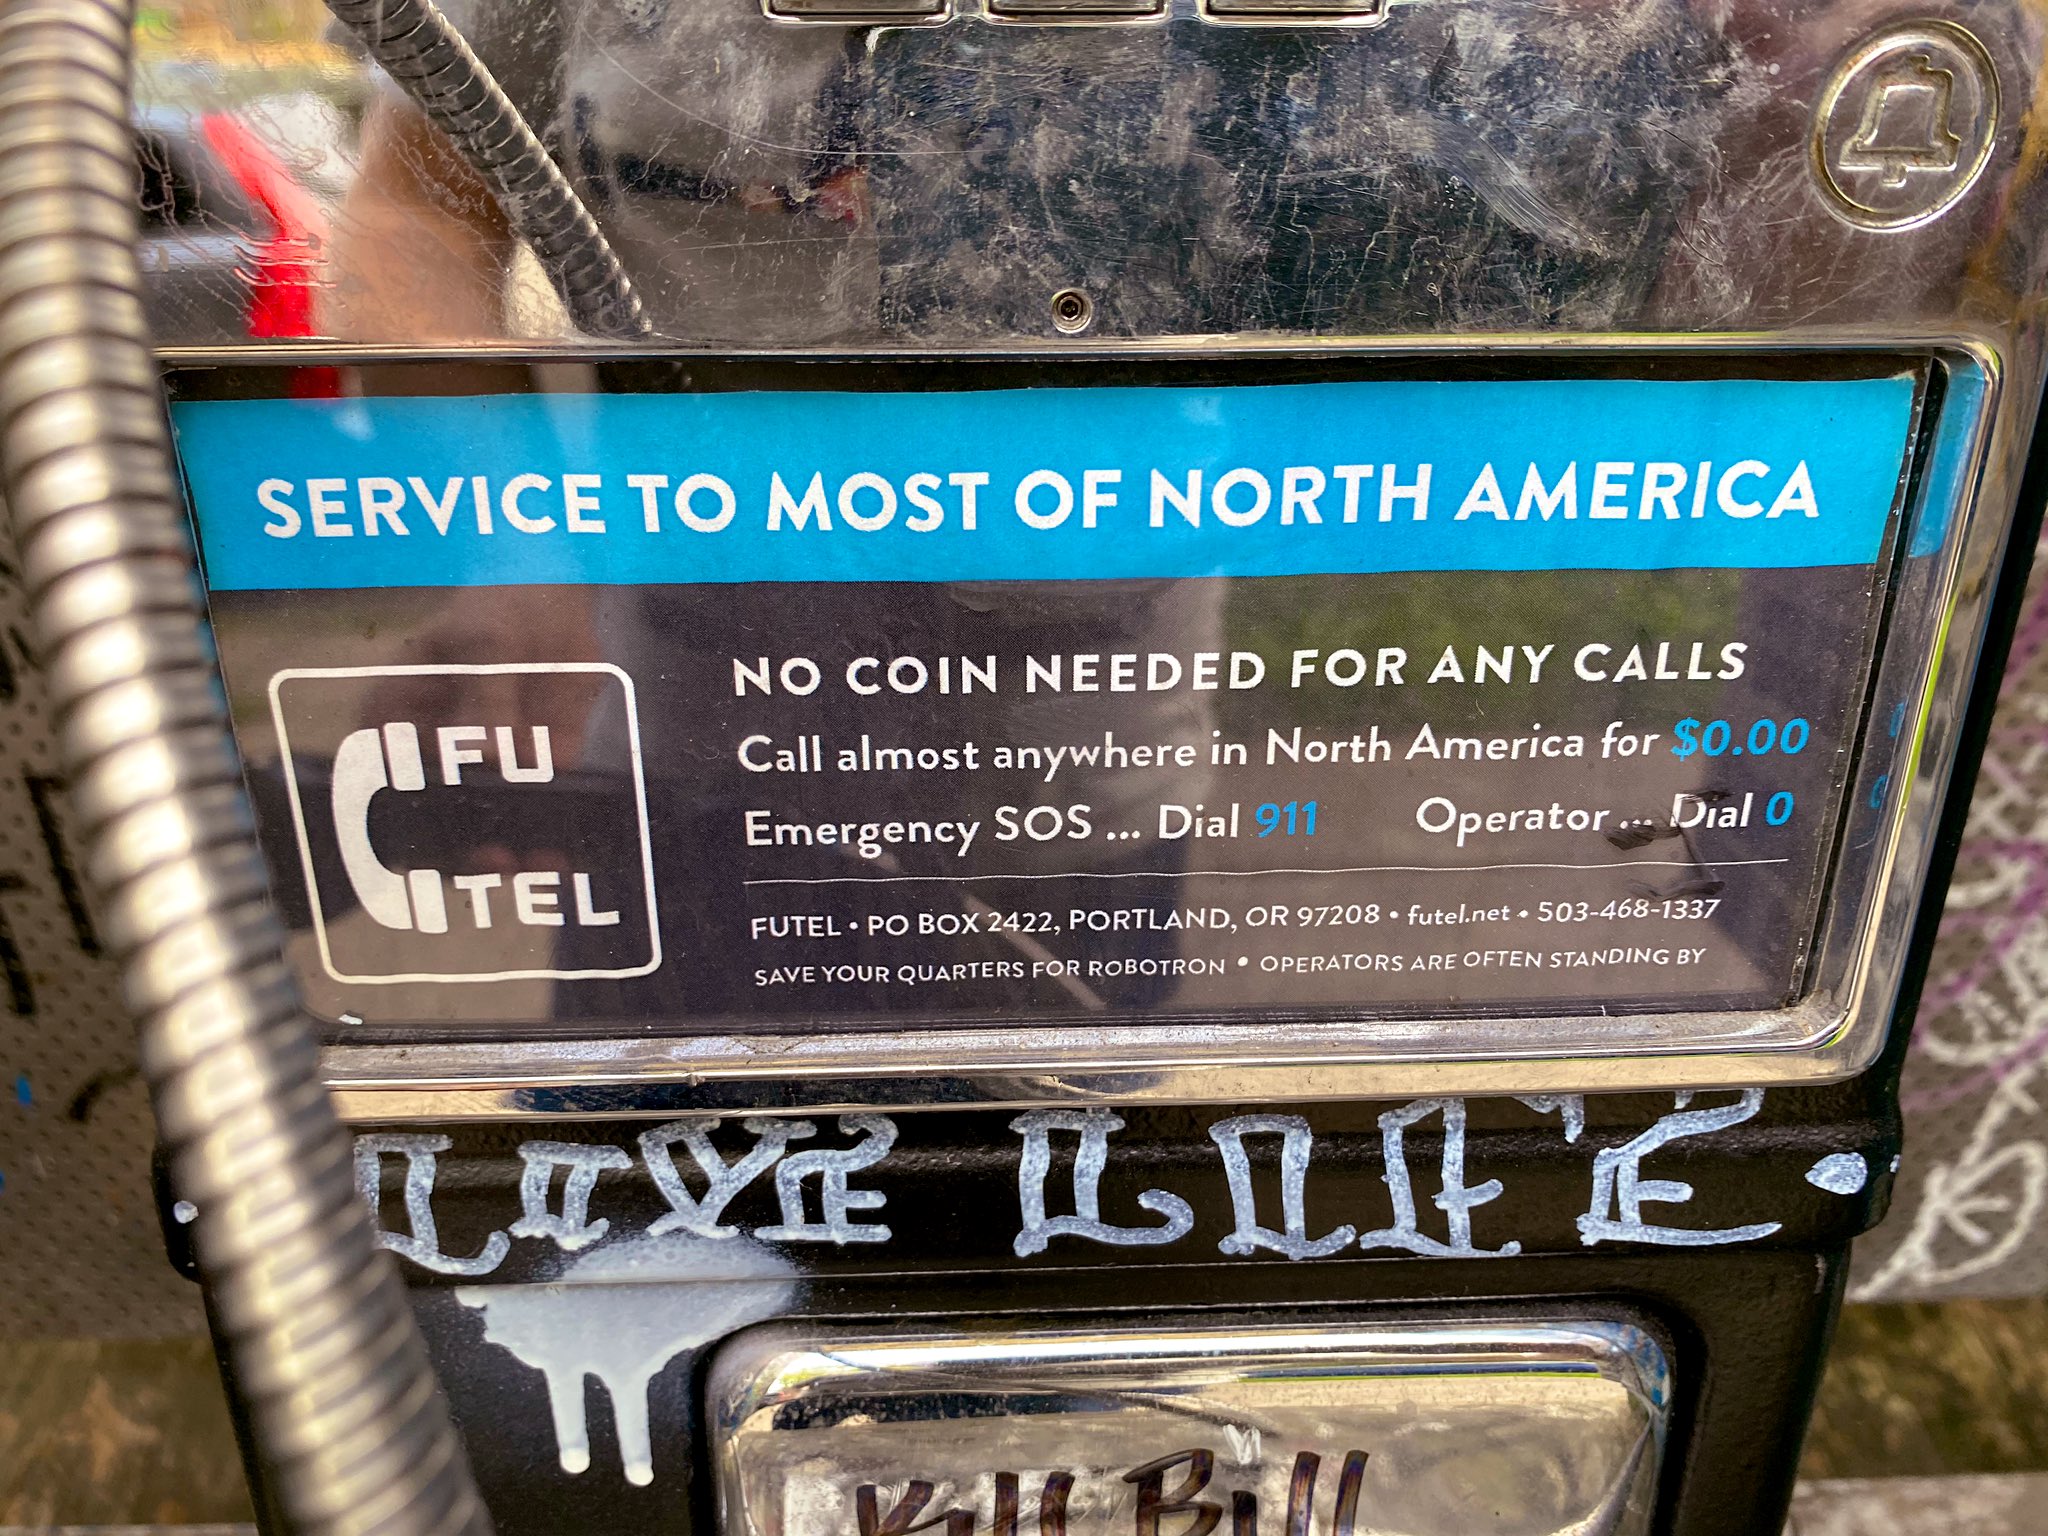 SERVICE TO MOST OF NORTH AMERICA
FU
TEL
NO COIN NEEDED FOR ANY CALLS
Call almost anywhere in North America for $0.00
Emergency SOS ... Dial 911 Operator ... Dial 0
FUTEL • PO BOX 2422, PORTLAND, OR 97208 • futel.net • 503-468-1337
SAVE YOUR QUARTERS FOR ROBOTRON • OPERATORS ARE OFTEN STANDING BY
LIVE LIFE
Kill Bill